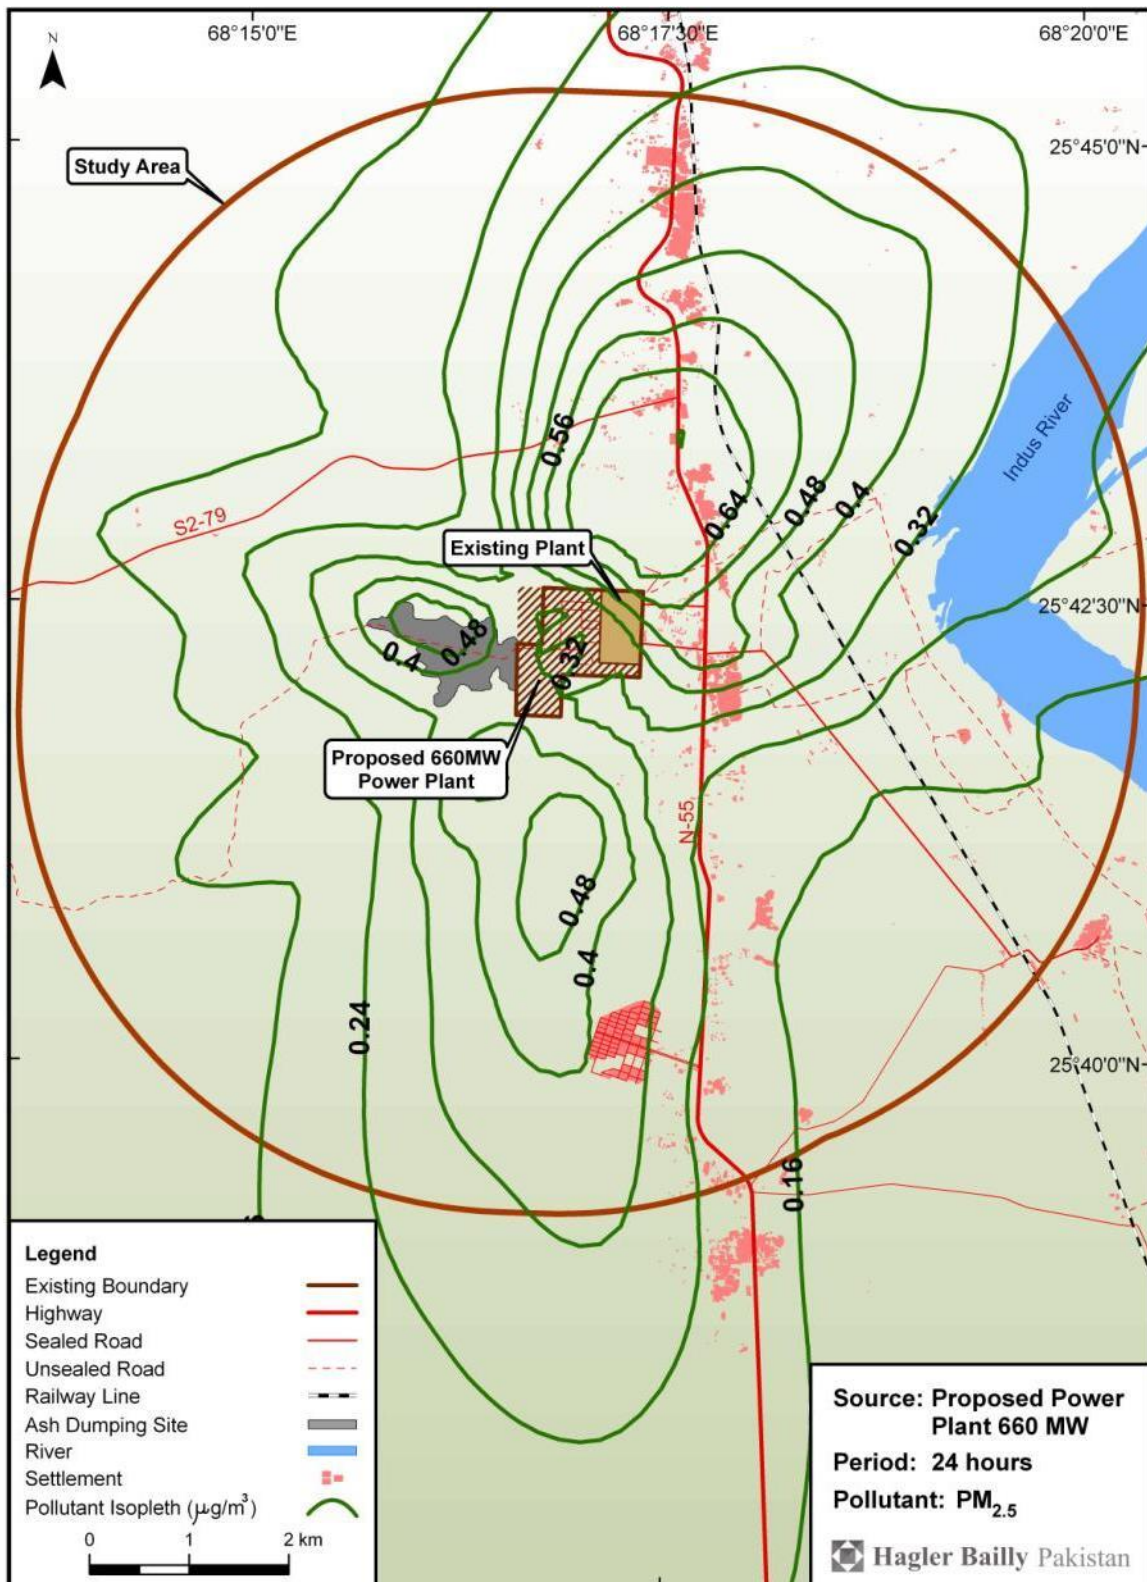 N
68°15'0"E
68°17'30"E
68°20'0"E
25°45'0"N
Study Area
Indus River
0.56
0.64
0.48
0.4
0.32
S2-79
Existing Plant
25°42'30"N
0.4
0.48
0.32
Proposed 660MW
Power Plant
N-55
0.48
0.4
0.24
25°40'0"N
0.16
Legend
Existing Boundary
Highway
Sealed Road
Unsealed Road
Railway Line
Ash Dumping Site
River
Settlement
Pollutant Isopleth (μg/m³)
0 1 2 km
Source: Proposed Power
Plant 660 MW
Period: 24 hours
Pollutant: PM₂.₅
Hagler Bailly Pakistan